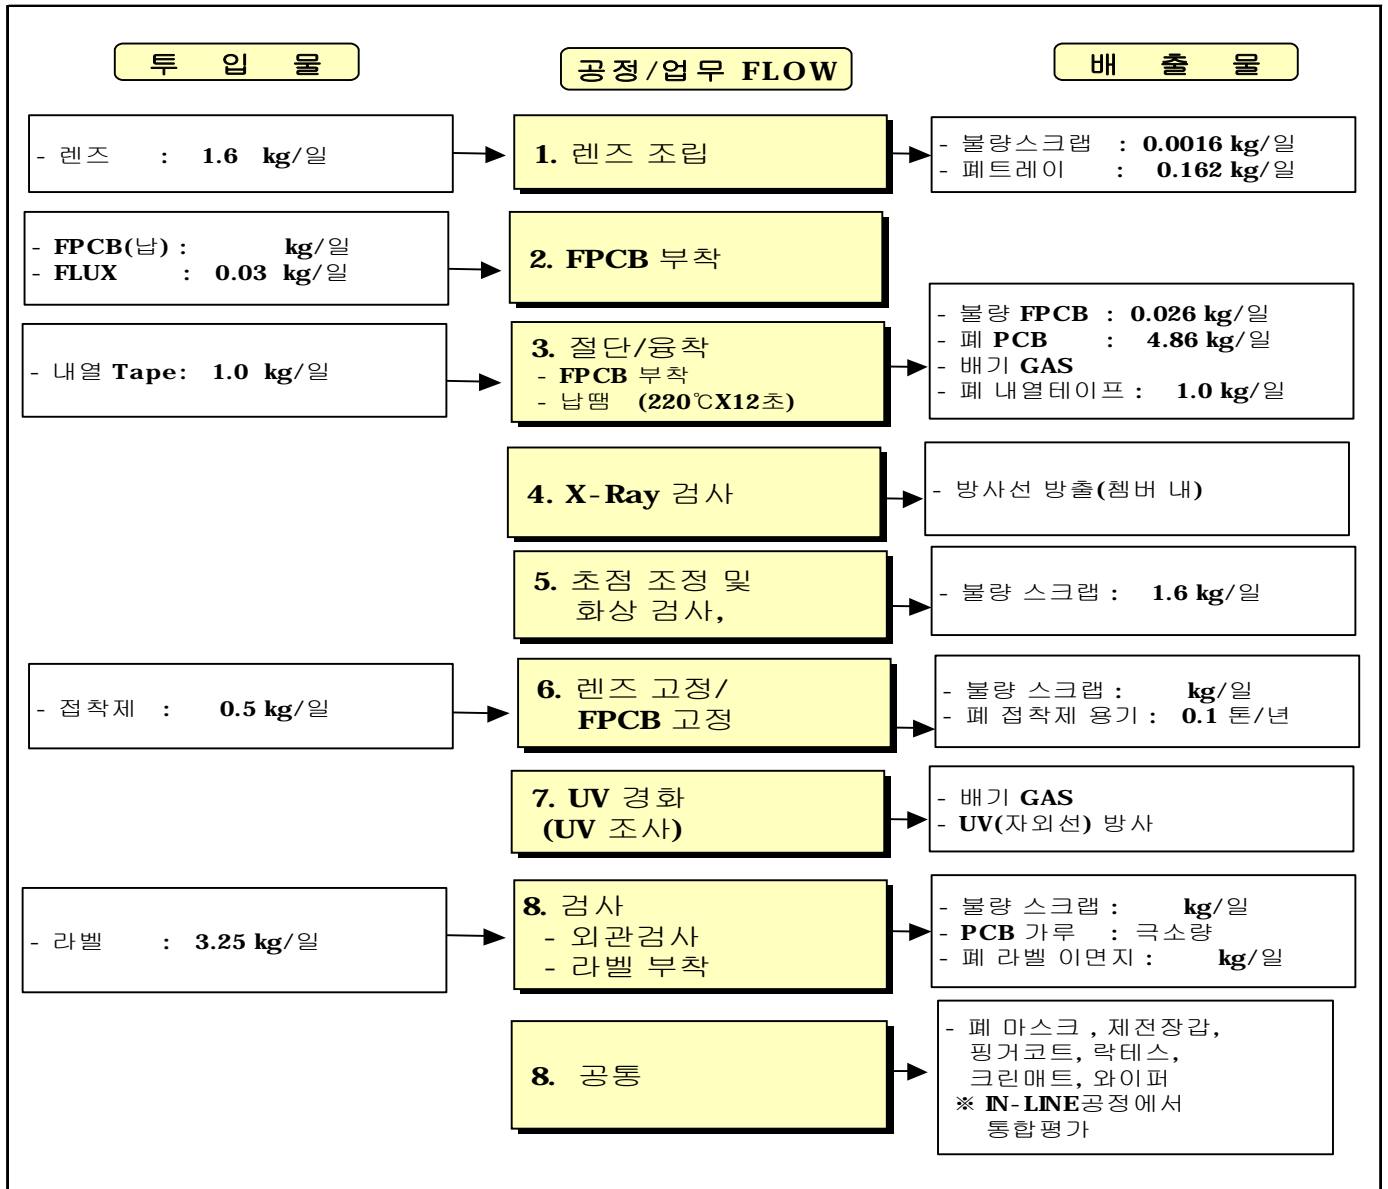 투 입 물
공정/업무 FLOW
배 출 물
- 렌즈 : 1.6 kg/일
1. 렌즈 조립
- 불량스크랩 : 0.0016 kg/일
- 폐트레이 : 0.162 kg/일
- FPCB(납) : kg/일
- FLUX : 0.03 kg/일
2. FPCB 부착
- 내열 Tape: 1.0 kg/일
3. 절단/융착
- FPCB 부착
- 납땜 (220℃X12초)
- 불량 FPCB : 0.026 kg/일
- 폐 PCB : 4.86 kg/일
- 배기 GAS
- 폐 내열테이프 : 1.0 kg/일
4. X-Ray 검사
- 방사선 방출(쳄버 내)
5. 초점 조정 및
화상 검사,
- 불량 스크랩 : 1.6 kg/일
- 접착제 : 0.5 kg/일
6. 렌즈 고정/
FPCB 고정
- 불량 스크랩 : kg/일
- 폐 접착제 용기 : 0.1 톤/년
7. UV 경화
(UV 조사)
- 배기 GAS
- UV(자외선) 방사
- 라벨 : 3.25 kg/일
8. 검사
- 외관검사
- 라벨 부착
- 불량 스크랩 : kg/일
- PCB 가루 : 극소량
- 폐 라벨 이면지 : kg/일
8. 공통
- 폐 마스크 , 제전장갑,
핑거코트, 락테스,
크린매트, 와이퍼
※ IN-LINE공정에서
통합평가